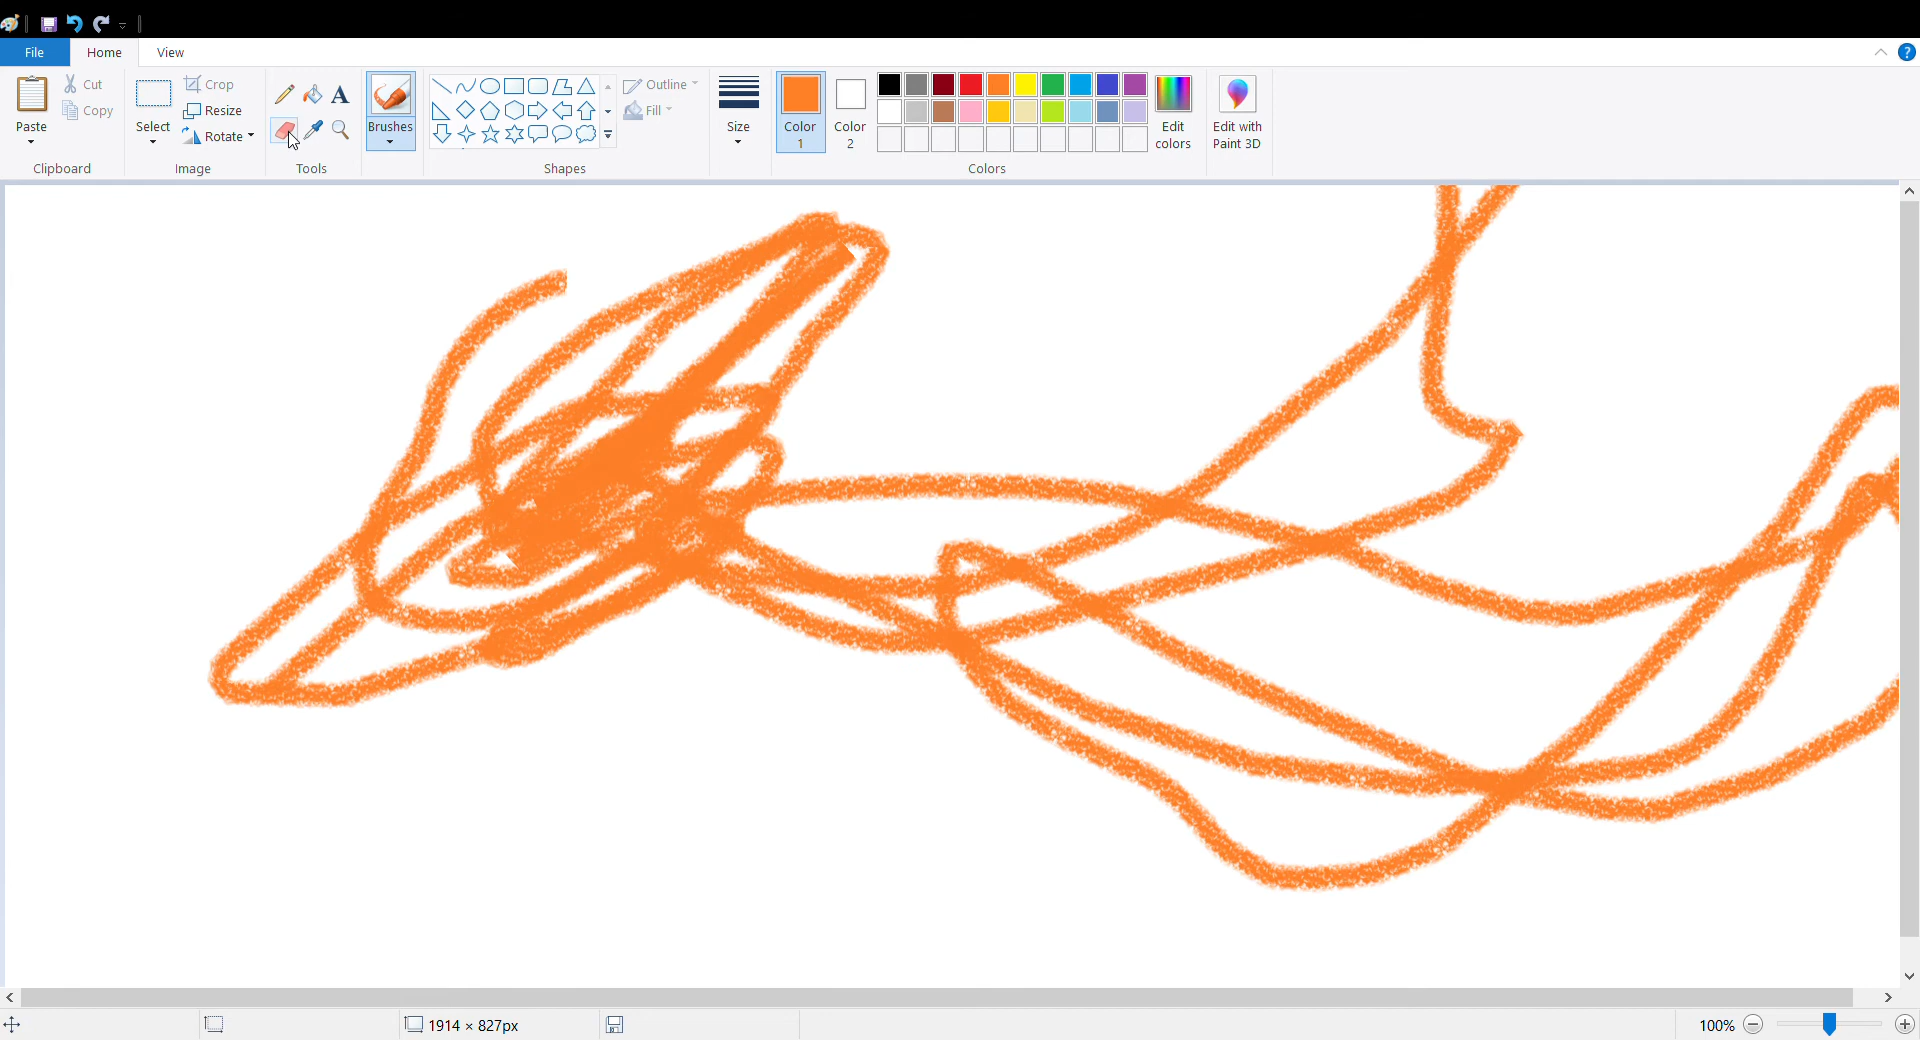 File Home View ?
Cut Crop A Outline
Copy Resize Fill
Paste Select Rotate Brushes Size Color 1 Color 2 Edit colors Edit with Paint 3D
Clipboard Image Tools Shapes Colors
1914 × 827px 100%